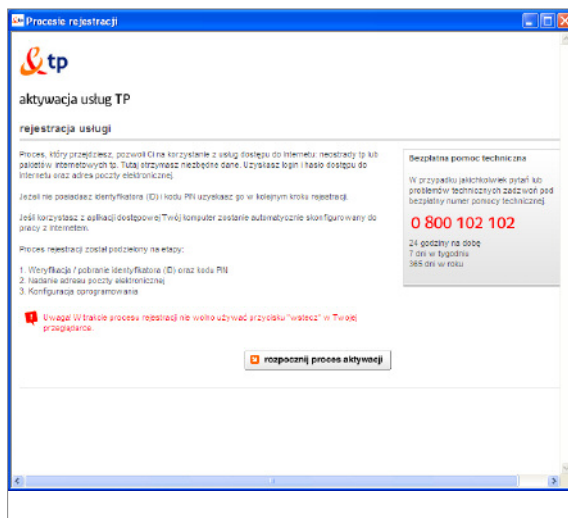 Procesie rejestracji
tp
aktywacja usług TP
rejestracja usługi
Proces, który przejdziesz, pozwoli Ci na korzystanie z usług dostępu do Internetu: neostrady tp lub
pakietów internetowych tp. Tutaj otrzymasz niezbędne dane. Uzyskasz login i hasło dostępu do
Internetu oraz adres poczty elektronicznej.
Jeżeli nie posiadasz identyfikatora (ID) i kodu PIN uzyskasz go w kolejnym kroku rejestracji.
Jeśli korzystasz z aplikacji dostępowej Twój komputer zostanie automatycznie skonfigurowany do
pracy z internetem.
Proces rejestracji został podzielony na etapy:
1. Weryfikacja / pobranie identyfikatora (ID) oraz kodu PIN
2. Nadanie adresu poczty elektronicznej
3. Konfiguracja oprogramowania
! Uwaga! W trakcie procesu rejestracji nie wolno używać przycisku "wstecz" w Twojej
przeglądarce.
rozpocznij proces aktywacji
Bezpłatna pomoc techniczna
W przypadku jakichkolwiek pytań lub
problemów technicznych zadzwoń pod
bezpłatny numer pomocy technicznej.
0 800 102 102
24 godziny na dobę
7 dni w tygodniu
365 dni w roku